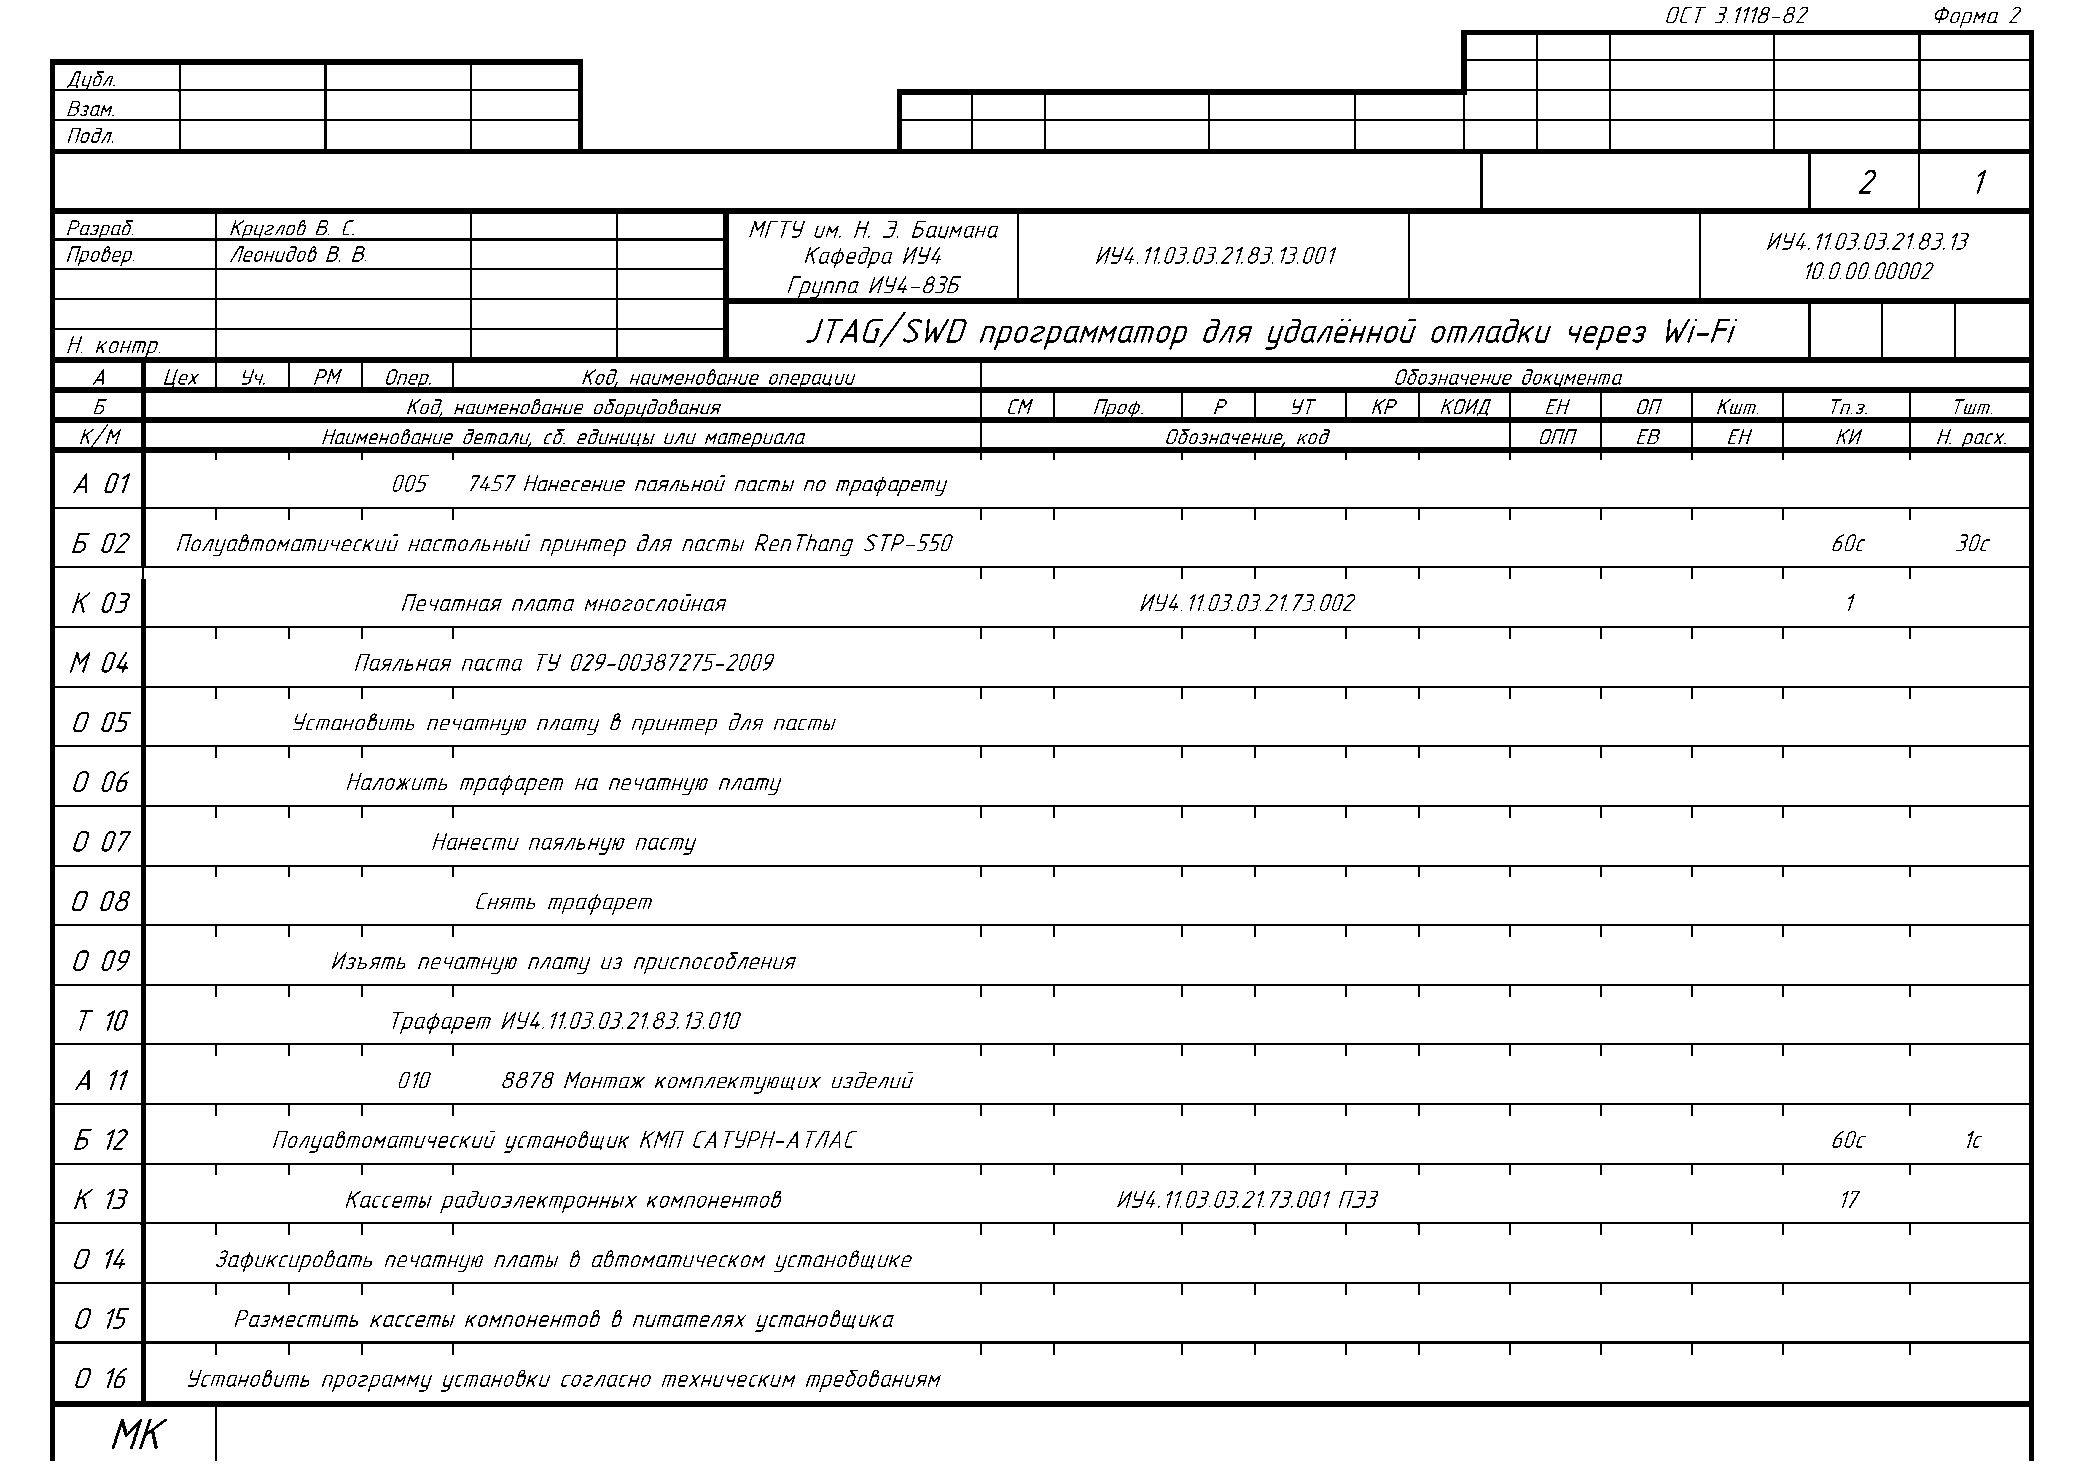 ОСТ 3.1118-82 Форма 2
Дубл.
Взам.
Подл.
2 1
Разраб. Круглов В. С.
Провер. Леонидов В. В.
Н. контр.
МГТУ им. Н. Э. Баумана
Кафедра ИУ4
Группа ИУ4-83Б
ИУ4.11.03.03.21.83.13.001
ИУ4.11.03.03.21.83.13
10.0.00.00002
JTAG/SWD программатор для удалённой отладки через Wi-Fi
А Цех Уч. РМ Опер. Код, наименование операции Обозначение документа
Б Код, наименование оборудования СМ Проф. Р УТ КР КОИД ЕН ОП Кшт. Тп.з. Тшт.
К/М Наименование детали, сб. единицы или материала Обозначение, код ОПП ЕВ ЕН КИ Н. расх.
А 01 005 7457 Нанесение паяльной пасты по трафарету
Б 02 Полуавтоматический настольный принтер для пасты RenThang STP-550 60с 30с
К 03 Печатная плата многослойная ИУ4.11.03.03.21.73.002 1
М 04 Паяльная паста ТУ 029-00387275-2009
О 05 Установить печатную плату в принтер для пасты
О 06 Наложить трафарет на печатную плату
О 07 Нанести паяльную пасту
О 08 Снять трафарет
О 09 Изъять печатную плату из приспособления
Т 10 Трафарет ИУ4.11.03.03.21.83.13.010
А 11 010 8878 Монтаж комплектующих изделий
Б 12 Полуавтоматический установщик КМП САТУРН-АТЛАС 60с 1с
К 13 Кассеты радиоэлектронных компонентов ИУ4.11.03.03.21.73.001 ПЭ3 17
О 14 Зафиксировать печатную платы в автоматическом установщике
О 15 Разместить кассеты компонентов в питателях установщика
О 16 Установить программу установки согласно техническим требованиям
МК